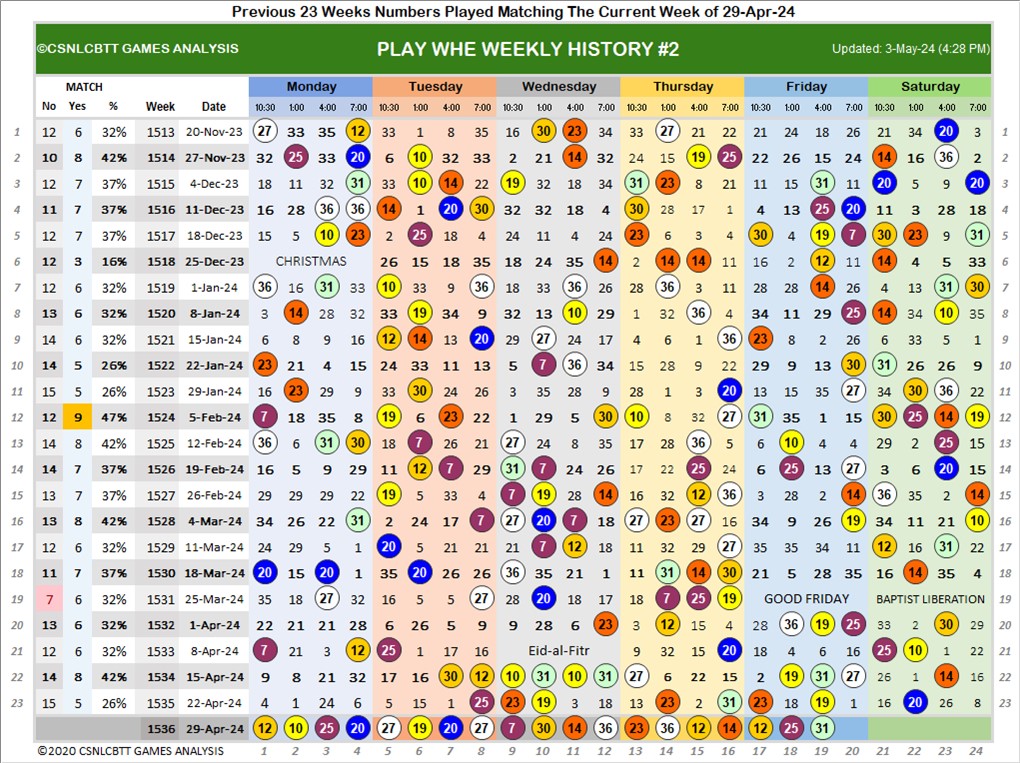 Previous 23 Weeks Numbers Played Matching The Current Week of 29-Apr-24
©CSNLCBTT GAMES ANALYSIS PLAY WHE WEEKLY HISTORY #2 Updated: 3-May-24 (4:28 PM)
MATCH Monday Tuesday Wednesday Thursday Friday Saturday
No Yes % Week Date 10:30 1:00 4:00 7:00 10:30 1:00 4:00 7:00 10:30 1:00 4:00 7:00 10:30 1:00 4:00 7:00 10:30 1:00 4:00 7:00 10:30 1:00 4:00 7:00
1 12 6 32% 1513 20-Nov-23 27 33 35 12 33 1 8 35 16 30 23 34 33 27 21 22 21 24 18 26 21 34 20 3 1
2 10 8 42% 1514 27-Nov-23 32 25 33 20 6 10 32 33 2 21 14 32 24 15 19 25 22 26 15 24 14 16 36 2 2
3 12 7 37% 1515 4-Dec-23 18 11 32 31 33 10 14 22 19 32 18 34 31 23 8 21 11 15 31 11 20 5 9 20 3
4 11 7 37% 1516 11-Dec-23 16 28 36 36 14 1 20 30 32 32 18 4 30 28 17 1 4 13 25 20 11 3 28 18 4
5 12 7 37% 1517 18-Dec-23 15 5 10 23 2 25 18 4 24 11 4 24 23 6 3 4 30 4 19 7 30 23 9 31 5
6 12 3 16% 1518 25-Dec-23 CHRISTMAS 26 15 18 35 18 24 35 14 2 14 14 11 16 2 12 6 14 4 5 33 6
7 12 6 32% 1519 1-Jan-24 36 16 31 33 10 33 9 36 18 33 36 26 28 36 3 11 28 28 14 26 4 13 31 30 7
8 13 6 32% 1520 8-Jan-24 3 14 28 32 33 19 34 9 32 13 10 29 1 32 36 4 34 11 29 25 14 34 10 35 8
9 14 6 32% 1521 15-Jan-24 6 8 9 16 12 14 13 20 29 27 24 17 4 6 1 36 23 8 2 26 6 33 5 1 9
10 14 5 26% 1522 22-Jan-24 23 21 4 15 24 33 11 13 5 7 36 34 15 28 9 22 29 9 13 30 31 26 26 9 10
11 15 5 26% 1523 29-Jan-24 16 23 29 9 33 30 24 26 3 35 28 9 28 1 3 20 13 15 35 27 22 30 36 22 11
12 12 9 47% 1524 5-Feb-24 7 18 35 8 19 6 23 22 1 29 5 30 10 8 32 27 31 35 1 15 30 25 14 19 12
13 14 8 42% 1525 12-Feb-24 36 6 31 30 18 7 26 21 27 24 8 35 17 28 36 5 6 10 4 4 29 2 25 15 13
14 14 7 37% 1526 19-Feb-24 16 5 9 29 11 12 7 29 31 7 24 26 17 22 25 24 6 25 13 27 3 6 20 15 14
15 13 7 37% 1527 26-Feb-24 29 29 29 22 19 5 33 4 7 19 28 14 16 32 12 36 3 28 2 14 36 35 2 14 15
16 13 8 42% 1528 4-Mar-24 34 26 22 31 2 24 17 7 27 20 7 18 27 23 27 16 34 9 26 19 34 11 21 10 16
17 12 6 32% 1529 11-Mar-24 24 29 5 1 20 5 21 21 21 7 12 18 11 32 29 27 35 35 34 11 12 16 31 22 17
18 11 7 37% 1530 18-Mar-24 20 15 20 1 35 20 26 26 36 35 21 1 11 31 14 30 21 5 28 35 16 14 35 4 18
19 7 6 32% 1531 25-Mar-24 35 18 27 32 16 5 5 27 28 20 18 17 18 7 25 19 GOOD FRIDAY BAPTIST LIBERATION 19
20 13 6 32% 1532 1-Apr-24 22 21 21 28 6 26 5 9 9 28 6 23 3 12 15 4 28 36 19 25 33 2 30 29 20
21 12 6 32% 1533 8-Apr-24 7 21 3 12 25 1 17 16 Eid-al-Fitr 9 32 15 20 18 4 6 16 25 10 1 22 21
22 14 8 42% 1534 15-Apr-24 9 8 21 32 17 16 30 12 10 31 10 31 27 6 22 15 2 19 31 27 26 1 14 16 22
23 15 5 26% 1535 22-Apr-24 4 1 24 6 5 15 1 25 23 19 3 18 13 23 2 31 23 18 19 1 16 20 26 8 23
1536 29-Apr-24 12 10 25 20 27 19 20 27 7 30 14 36 23 36 12 14 12 25 31
©2020 CSNLCBTT GAMES ANALYSIS 1 2 3 4 5 6 7 8 9 10 11 12 13 14 15 16 17 18 19 20 21 22 23 24